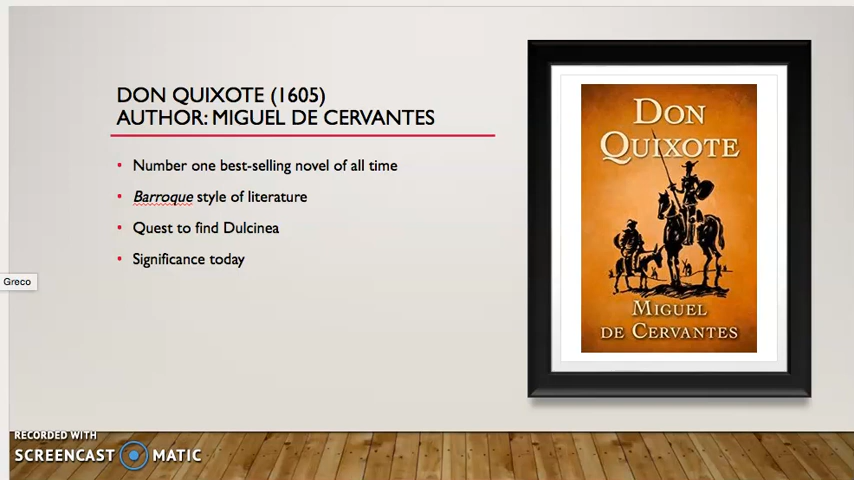 DON QUIXOTE (1605)
AUTHOR: MIGUEL DE CERVANTES
• Number one best-selling novel of all time
• Barroque style of literature
• Quest to find Dulcinea
• Significance today
Greco
DON
QUIXOTE
MIGUEL
DE CERVANTES
RECORDED WITH
SCREENCAST MATIC